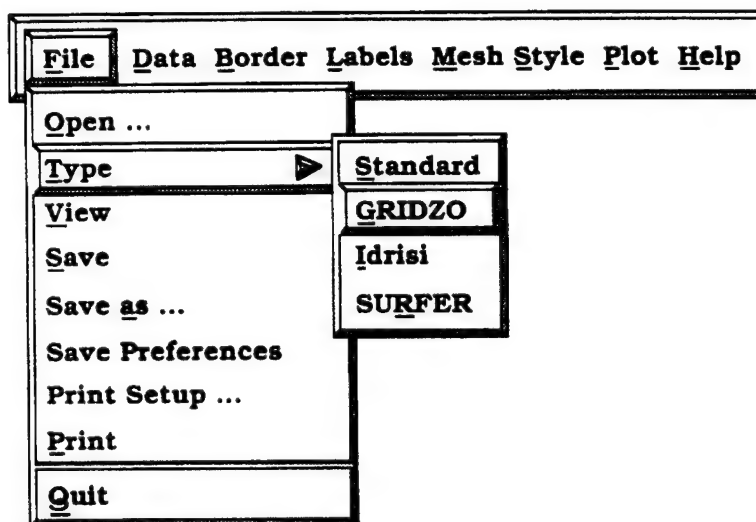 File Data Border Labels Mesh Style Plot Help
Open ...
Type
View
Save
Save as ...
Save Preferences
Print Setup ...
Print
Quit
Standard
GRIDZO
Idrisi
SURFER